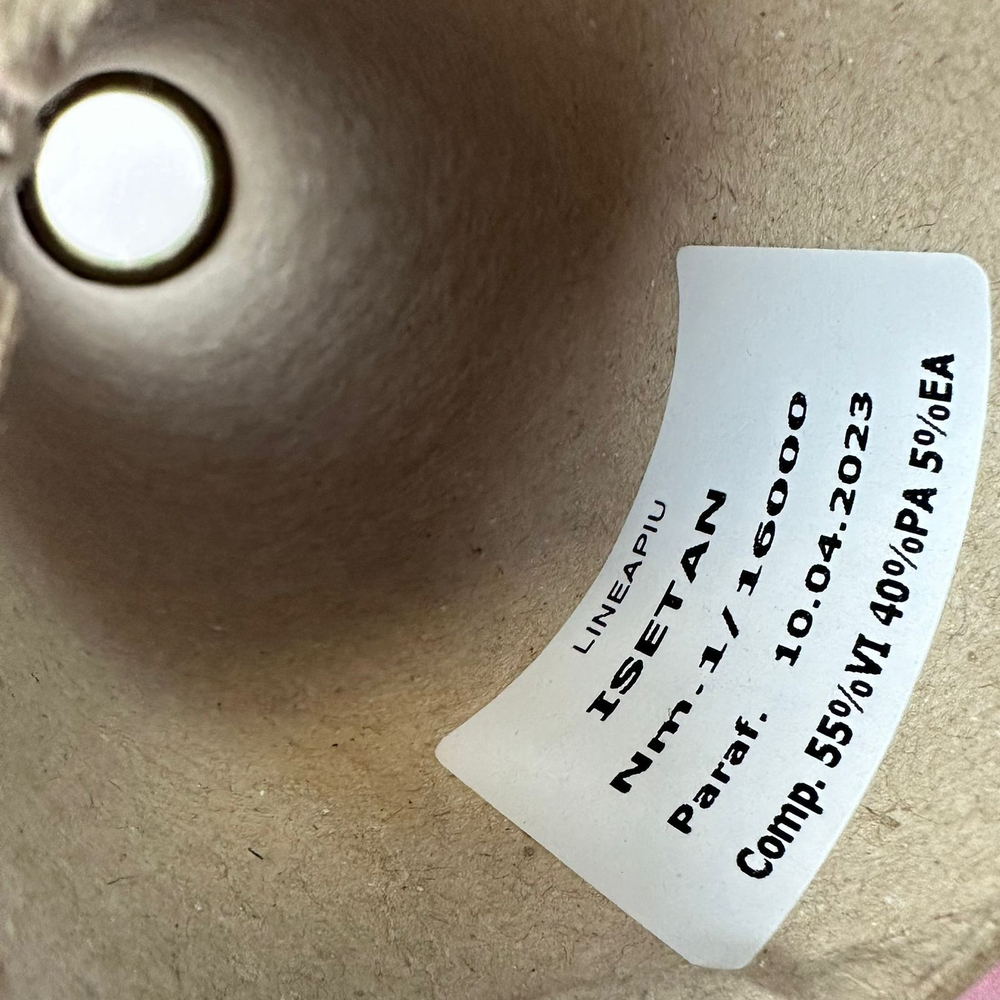 LINEAPIU
ISETAN
Nm.1/16000
Paraf. 10.04.2023
Comp. 55%VI 40%PA 5%EA